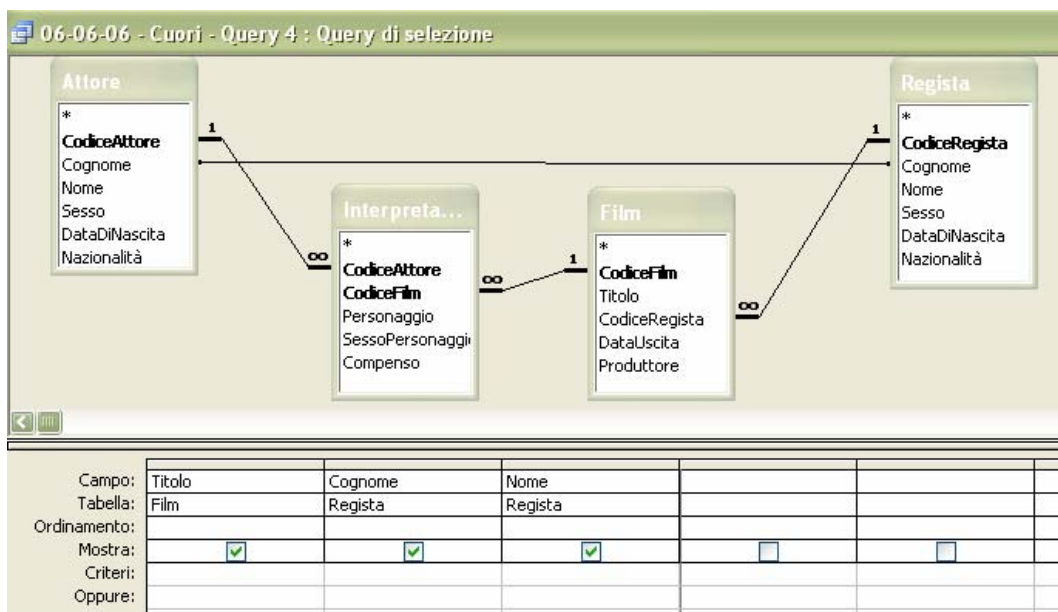 06-06-06 - Cuori - Query 4 : Query di selezione
Attore
*
CodiceAttore
Cognome
Nome
Sesso
DataDiNascita
Nazionalità
1
∞
Interpreta...
*
CodiceAttore
CodiceFilm
Personaggio
SessoPersonaggi
Compenso
∞
1
Film
*
CodiceFilm
Titolo
CodiceRegista
DataUscita
Produttore
∞
1
Regista
*
CodiceRegista
Cognome
Nome
Sesso
DataDiNascita
Nazionalità
Campo: Titolo Cognome Nome
Tabella: Film Regista Regista
Ordinamento:
Mostra:
Criteri:
Oppure: